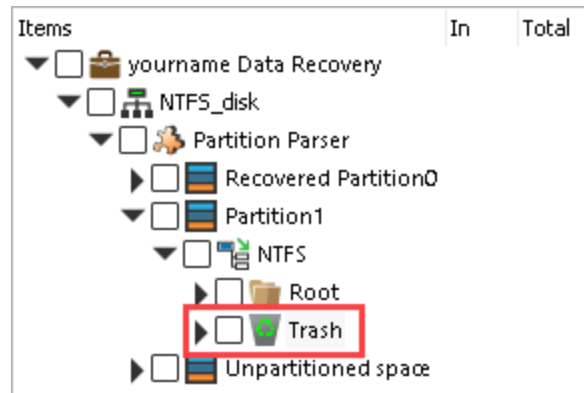 Items In Total
yourname Data Recovery
NTFS_disk
Partition Parser
Recovered Partition0
Partition1
NTFS
Root
Trash
Unpartitioned space